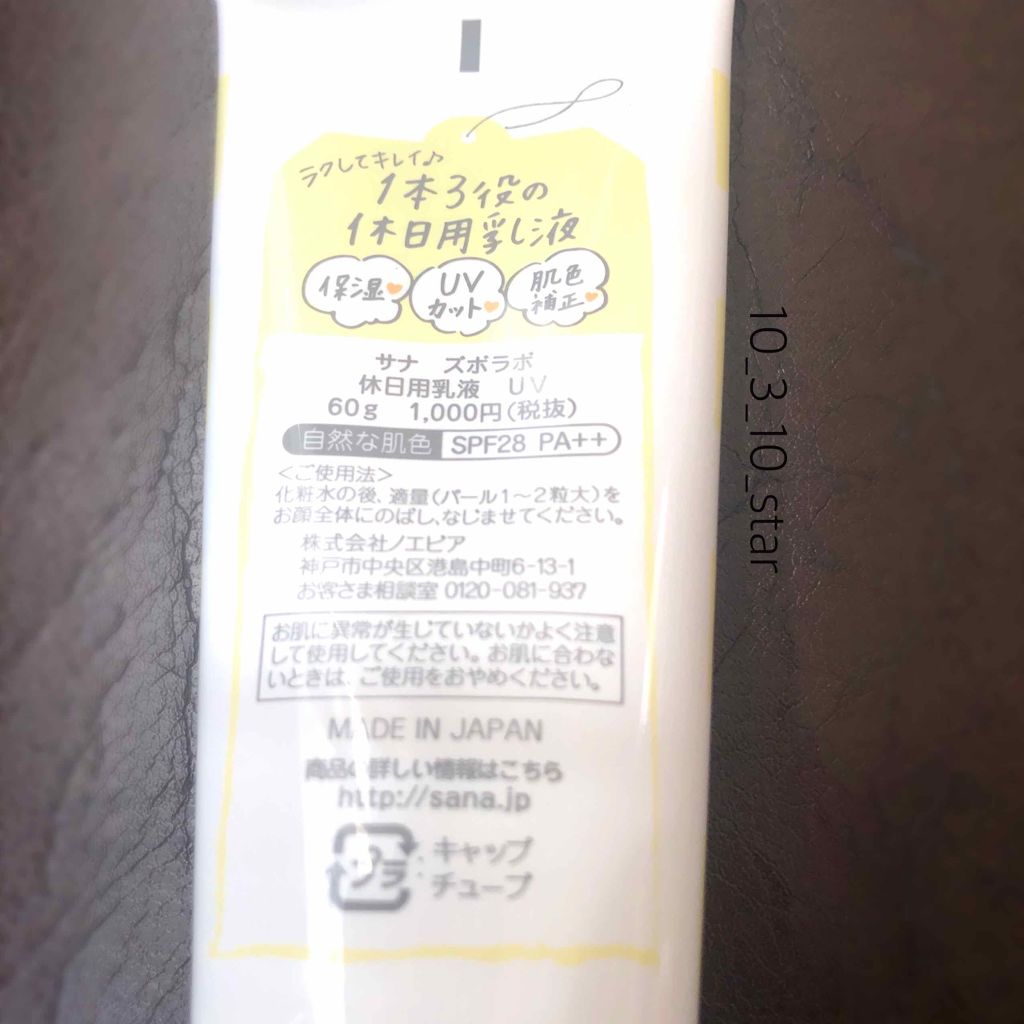 ラクしてキレイ♪
1本3役の
休日用乳液
保湿
UV
カット
肌色
補正
サナ ズボラボ
休日用乳液 UV
60g 1,000円(税抜)
自然な肌色 SPF28 PA++
<ご使用法>
化粧水の後、適量(パール1～2粒大)を
お顔全体にのばし、なじませてください。
株式会社ノエビア
神戸市中央区港島中町6-13-1
お客さま相談室 0120-081-937
お肌に異常が生じていないかよく注意
して使用してください。お肌に合わな
いときは、ご使用をおやめください。
MADE IN JAPAN
商品の詳しい情報はこちら
http://sana.jp
プラ
:キャップ
チューブ
10_3_10_star